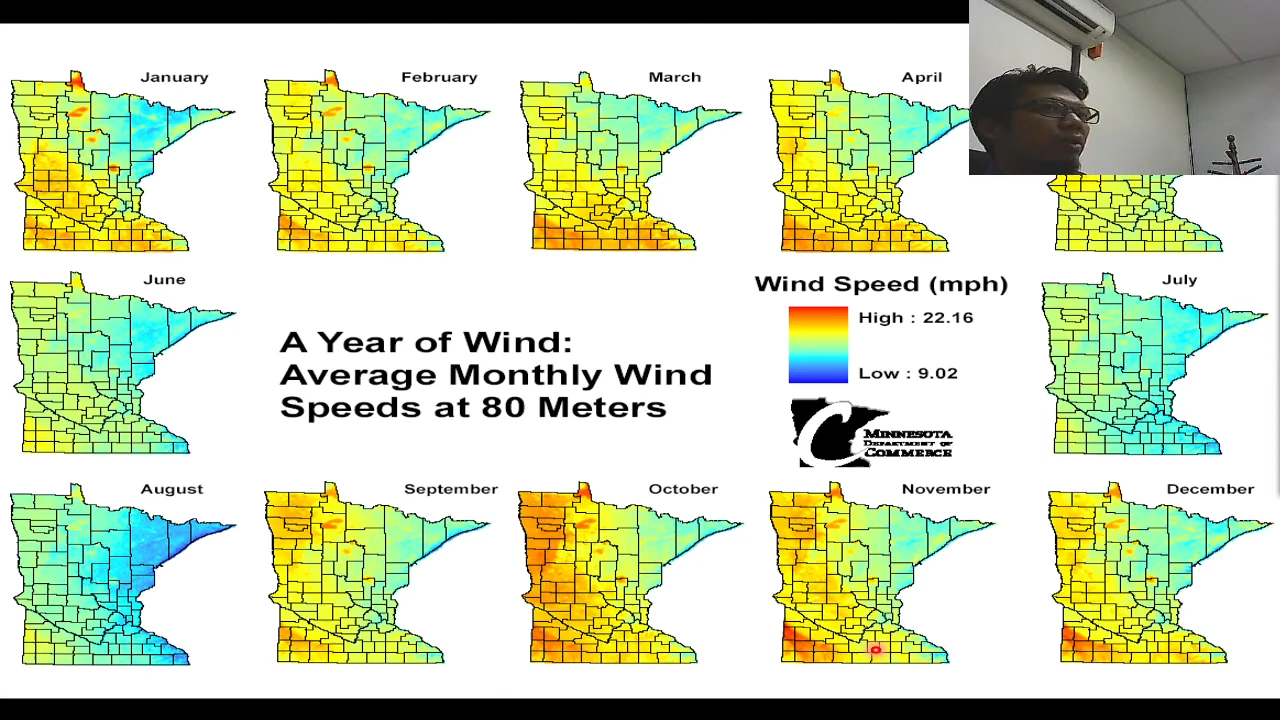 January
February
March
April
June
Wind Speed (mph)
High : 22.16
Low : 9.02
July
A Year of Wind:
Average Monthly Wind
Speeds at 80 Meters
MINNESOTA
DEPARTMENT OF
COMMERCE
August
September
October
November
December